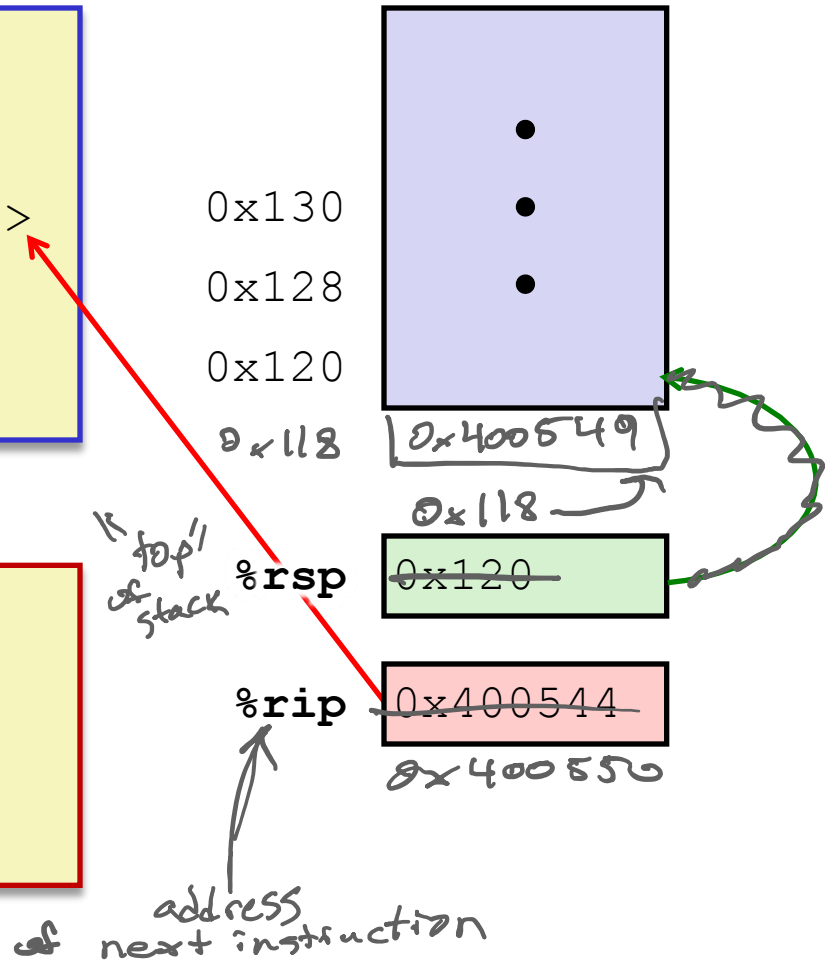 >
0x130
0x128
0x120
0x118 0x400549
0x118
"top"
of
stack
%rsp 0x120
%rip 0x400544
0x400550
address
of next instruction